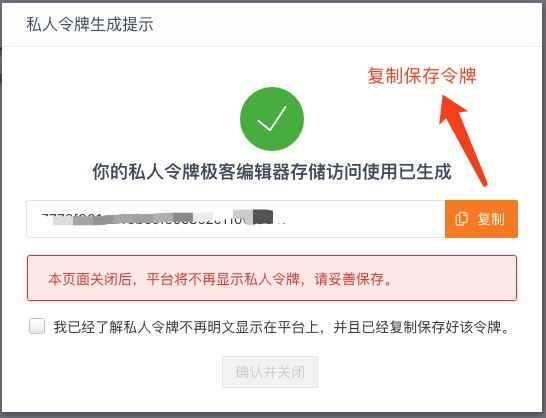 私人令牌生成提示
复制保存令牌
你的私人令牌极客编辑器存储访问使用已生成
复制
本页面关闭后，平台将不再显示私人令牌，请妥善保存。
我已经了解私人令牌不再明文显示在平台上，并且已经复制保存好该令牌。
确认并关闭